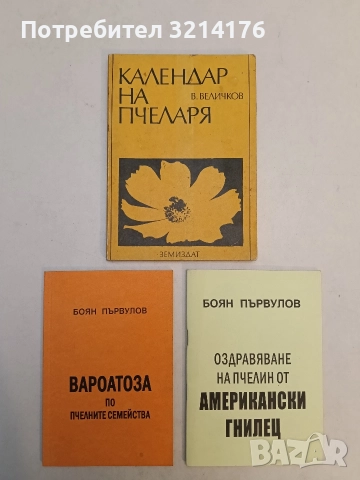 Потребител 3214176
КАЛЕНДАР
НА В. ВЕЛИЧКОВ
ПЧЕЛАРЯ
ЗЕМИЗДАТ
БОЯН ПЪРВУЛОВ
ВАРОАТОЗА
ПО
ПЧЕЛНИТЕ СЕМЕЙСТВА
БОЯН ПЪРВУЛОВ
ОЗДРАВЯВАНЕ
НА ПЧЕЛИН ОТ
АМЕРИКАНСКИ
ГНИЛЕЦ
BAZAR